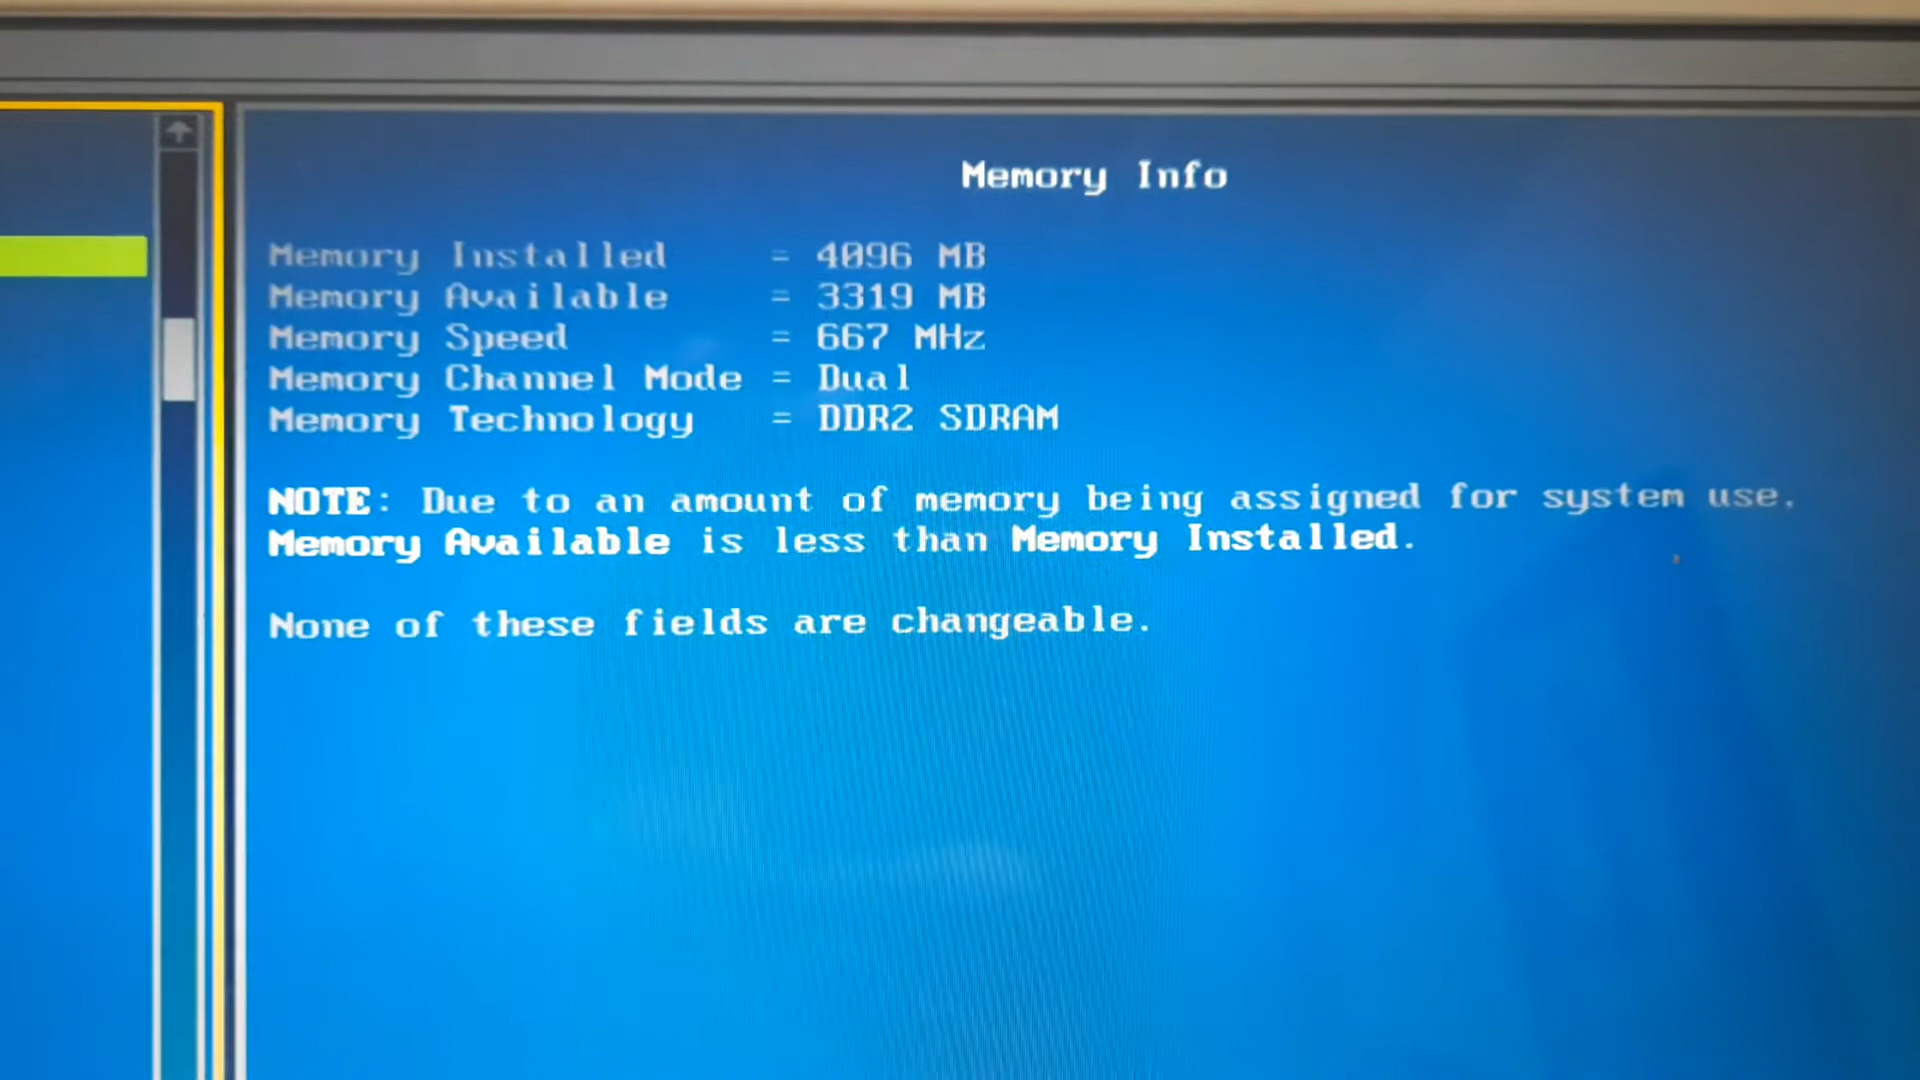 Memory Info
Memory Installed = 4096 MB
Memory Available = 3319 MB
Memory Speed = 667 MHz
Memory Channel Mode = Dual
Memory Technology = DDR2 SDRAM
NOTE: Due to an amount of memory being assigned for system use,
Memory Available is less than Memory Installed.
None of these fields are changeable.